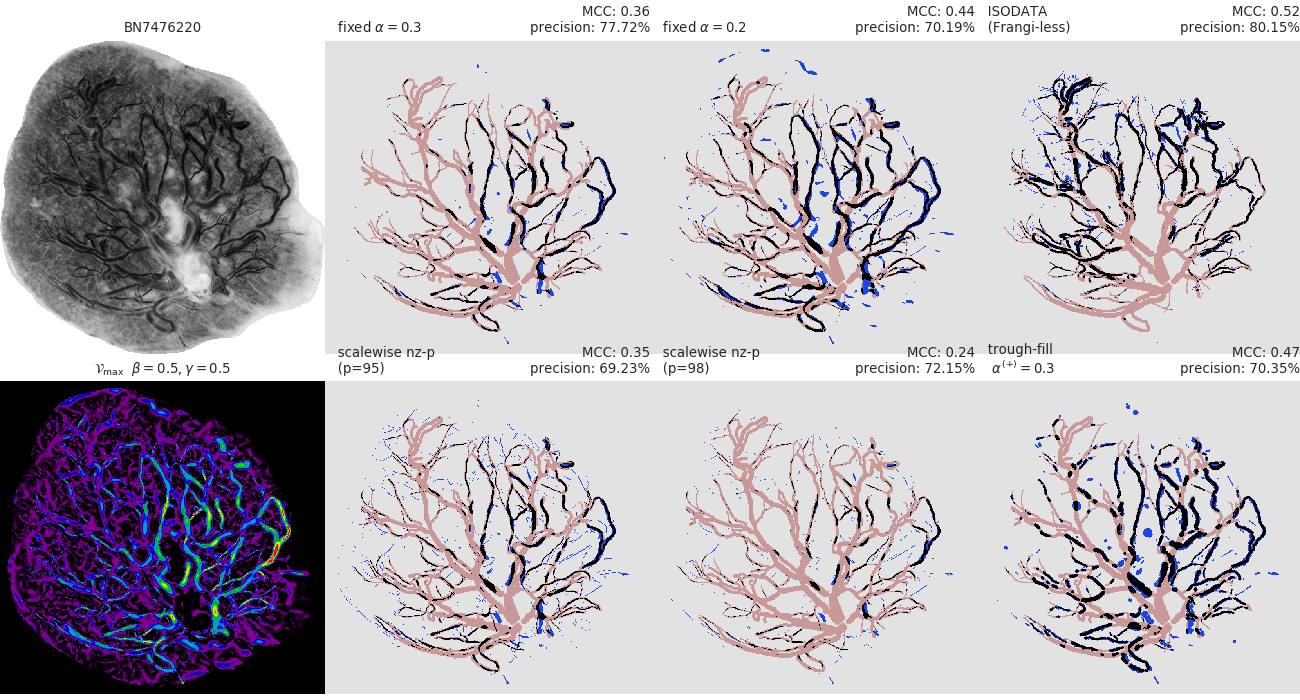 BN7476220
fixed α = 0.3
MCC: 0.36
precision: 77.72%
fixed α = 0.2
MCC: 0.44
precision: 70.19%
ISODATA
(Frangi-less)
MCC: 0.52
precision: 80.15%
𝒱max β = 0.5, γ = 0.5
scalewise nz-p
(p=95)
MCC: 0.35
precision: 69.23%
scalewise nz-p
(p=98)
MCC: 0.24
precision: 72.15%
trough-fill
α(+) = 0.3
MCC: 0.47
precision: 70.35%